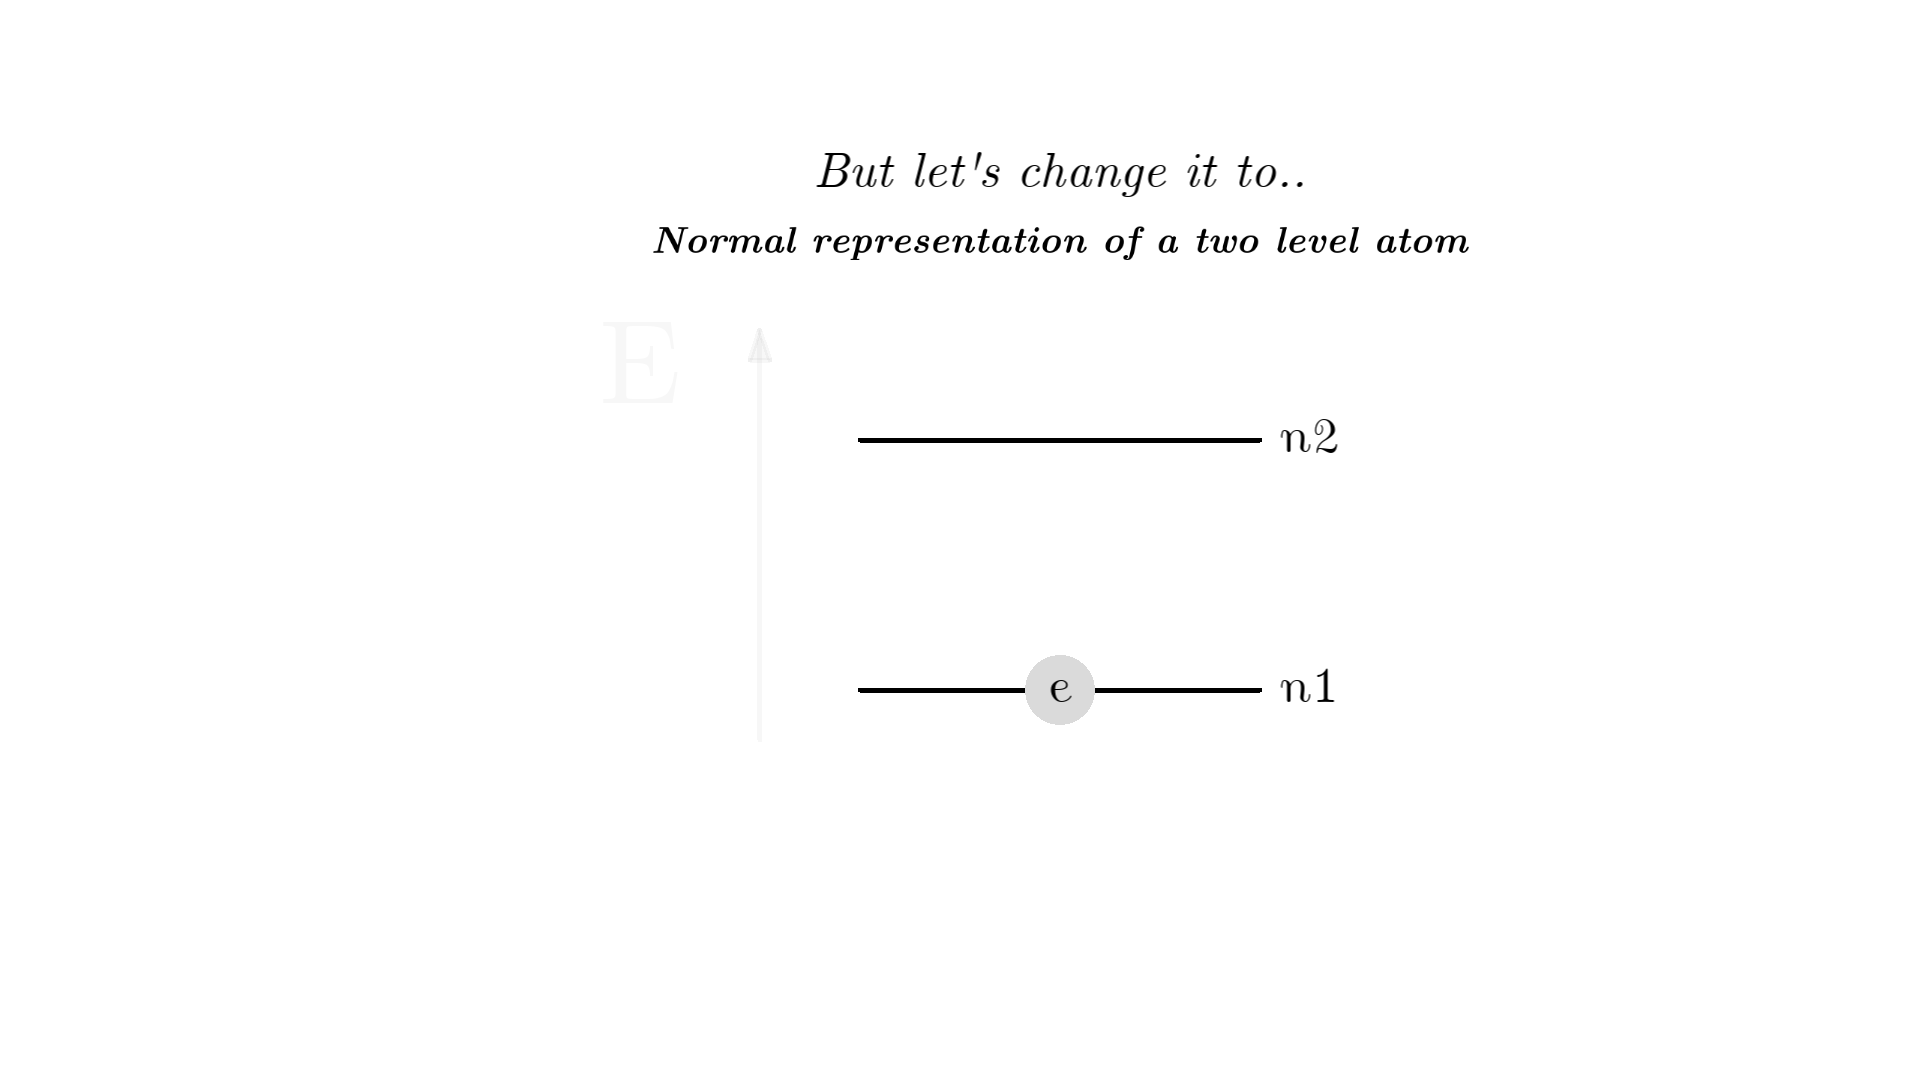 But let's change it to..
Normal representation of a two level atom
E
n2
e
n1